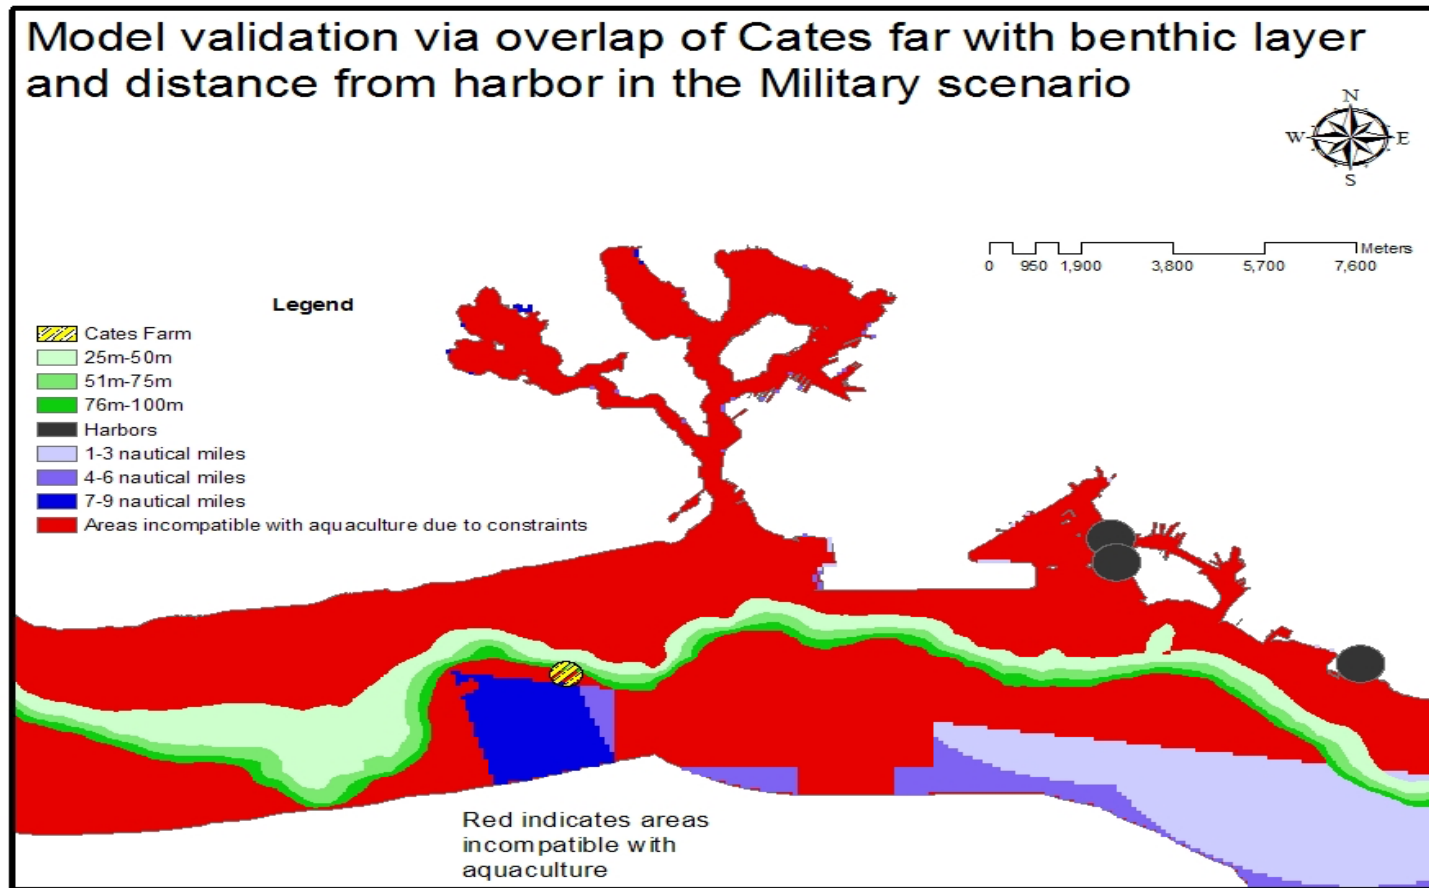 Model validation via overlap of Cates far with benthic layer
and distance from harbor in the Military scenario
N
W E
S
Meters
0 950 1,900 3,800 5,700 7,600
Legend
Cates Farm
25m-50m
51m-75m
76m-100m
Harbors
1-3 nautical miles
4-6 nautical miles
7-9 nautical miles
Areas incompatible with aquaculture due to constraints
Red indicates areas
incompatible with
aquaculture